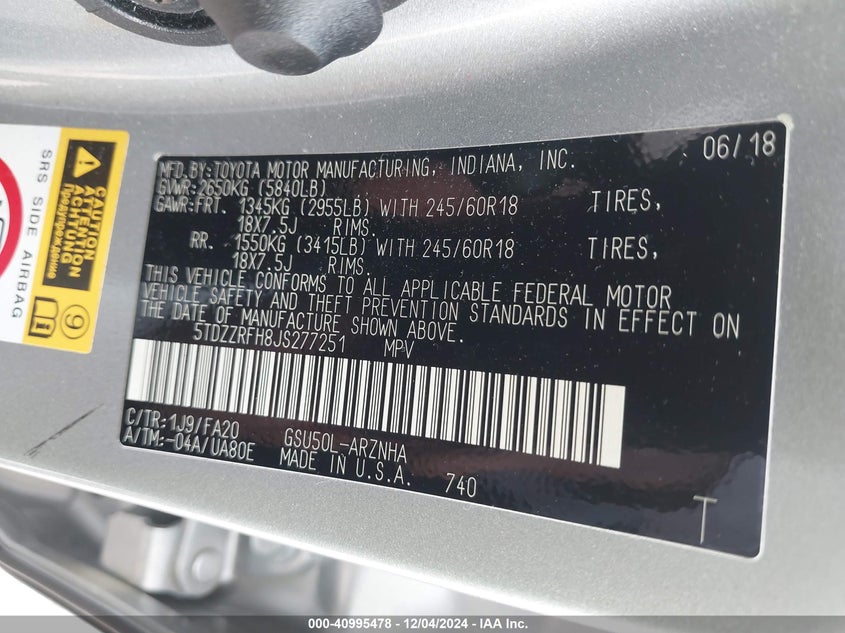 MFD.BY:TOYOTA MOTOR MANUFACTURING, INDIANA, INC. 06/18
GVWR:2650KG (5840LB)
GAWR:FRT. 1345KG (2955LB) WITH 245/60R18 TIRES,
18X7.5J RIMS.
RR. 1550KG (3415LB) WITH 245/60R18 TIRES,
18X7.5J RIMS.
THIS VEHICLE CONFORMS TO ALL APPLICABLE FEDERAL MOTOR
VEHICLE SAFETY AND THEFT PREVENTION STANDARDS IN EFFECT ON
THE DATE OF MANUFACTURE SHOWN ABOVE.
5TDZZRFH8JS277251 MPV
C/TR:1J9/FA20 GSU50L-ARZNHA
A/TM:-04A/UA80E MADE IN U.S.A. 740
T
SRS SIDE AIRBAG
CAUTION
ATTENTION
ACHTUNG
Предупреждение
9
000-40995478 - 12/04/2024 - IAA Inc.